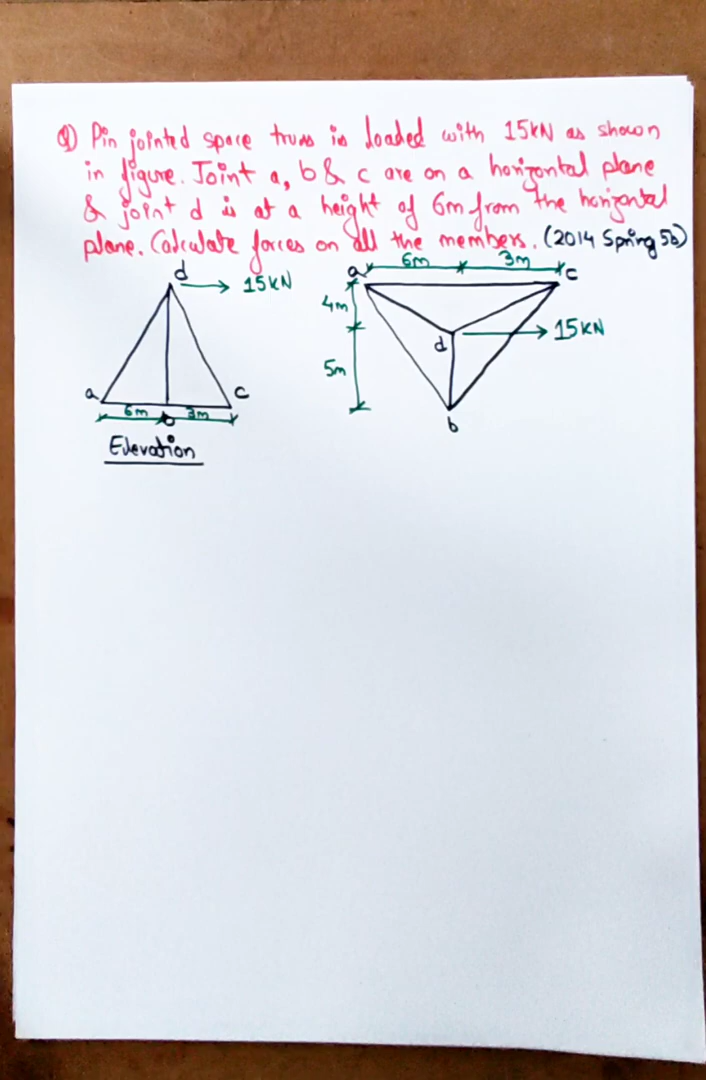 Q) Pin jointed space truss is loaded with 15kN as shown
in figure. Joint a, b & c are on a horizontal plane
& joint d is at a height of 6m from the horizontal
plane. Calculate forces on all the members. (2014 Spring 5b)
d 15kN
a c
6m b 3m
Elevation
a 6m 3m c
4m
d 15kN
5m
b